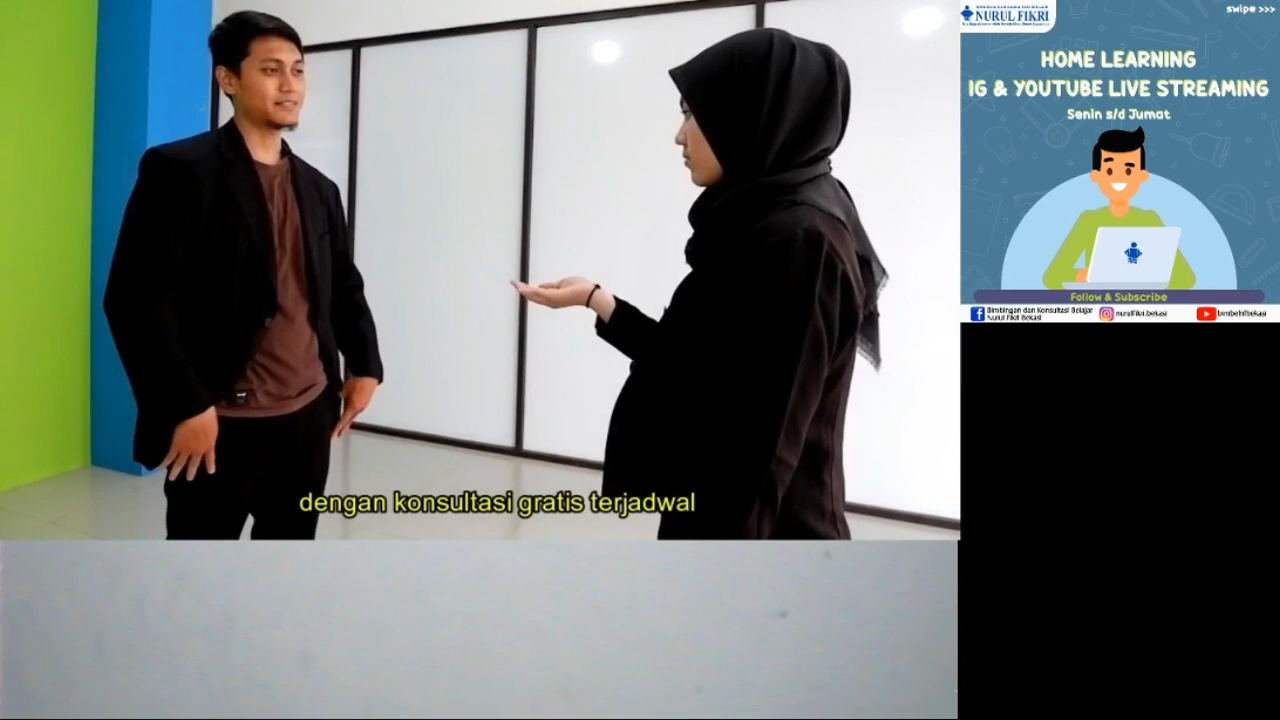 dengan konsultasi gratis terjadwal
NURUL FIKRI
swipe >>>
HOME LEARNING
IG & YOUTUBE LIVE STREAMING
Senin s/d Jumat
Follow & Subscribe
Bimbingan dan Konsultasi Belajar
Nurul Fikri Bekasi
nurulfikri.bekasi
bimbelnfbekasi